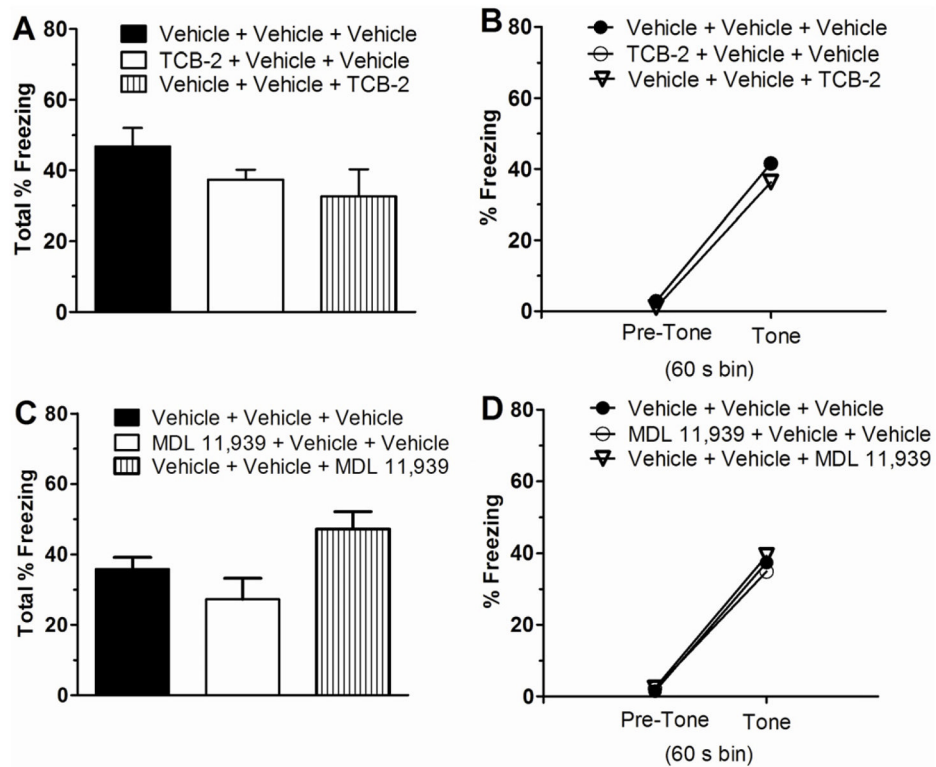 A
Vehicle + Vehicle + Vehicle
TCB-2 + Vehicle + Vehicle
Vehicle + Vehicle + TCB-2
Total % Freezing
80
60
40
20
0
B
Vehicle + Vehicle + Vehicle
TCB-2 + Vehicle + Vehicle
Vehicle + Vehicle + TCB-2
% Freezing
80
60
40
20
0
Pre-Tone Tone
(60 s bin)
C
Vehicle + Vehicle + Vehicle
MDL 11,939 + Vehicle + Vehicle
Vehicle + Vehicle + MDL 11,939
Total % Freezing
80
60
40
20
0
D
Vehicle + Vehicle + Vehicle
MDL 11,939 + Vehicle + Vehicle
Vehicle + Vehicle + MDL 11,939
% Freezing
80
60
40
20
0
Pre-Tone Tone
(60 s bin)